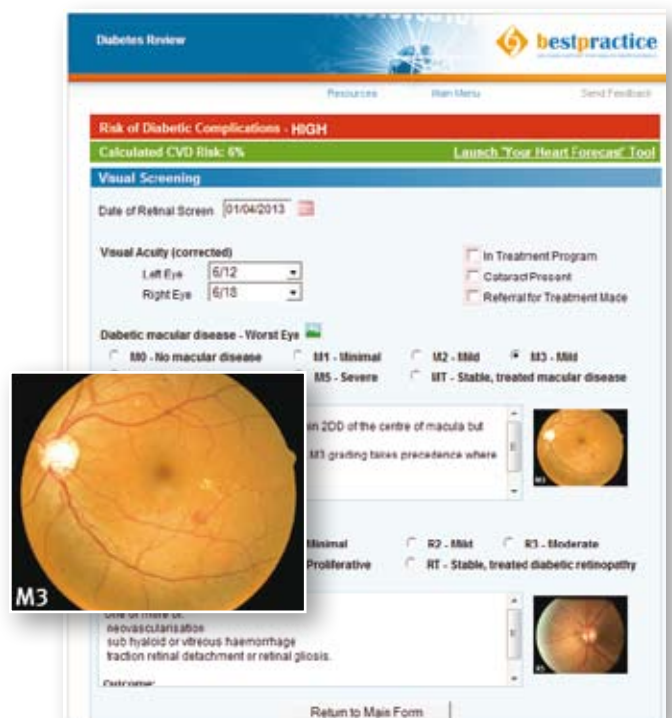 Diabetes Review
bestpractice
Resources Main Menu Send Feedback
Risk of Diabetic Complications - HIGH
Calculated CVD Risk: 6% Launch "Your Heart Forecast" Tool
Visual Screening
Date of Retinal Screen 01/04/2013
Visual Acuity (corrected)
In Treatment Program
Left Eye 6/12
Cataract Present
Right Eye 6/18
Referral for Treatment Made
Diabetic macular disease - Worst Eye
M0 - No macular disease M1 - Minimal M2 - Mild M3 - Mild
M5 - Severe MT - Stable, treated macular disease
in 2DD of the centre of macula but
M3 grading takes precedence where
M3
Minimal R2 - Mild R3 - Moderate
Proliferative RT - Stable, treated diabetic retinopathy
M3
One or more of:
neovascularisation
sub hyaloid or vitreous haemorrhage
traction retinal detachment or retinal gliosis.
R5
Outcome:
Return to Main Form